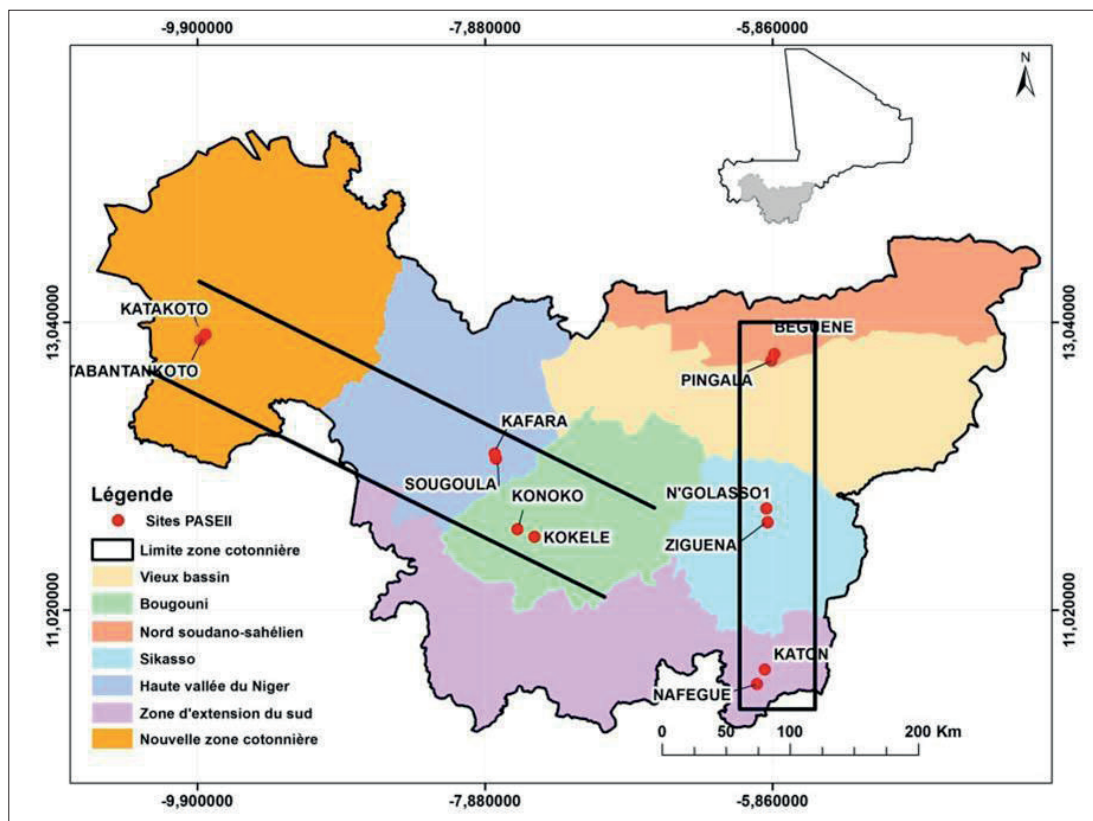 -9,900000 -7,880000 -5,860000
N
13,040000 13,040000
KATAKOTO
TABANTANKOTO
BEGUENE
PINGALA
KAFARA
SOUGOULA
KONOKO
KOKELE
N'GOLASSO1
ZIGUENA
11,020000 11,020000
KATON
NAFEGUE
0 50 100 200 Km
Légende
Sites PASEII
Limite zone cotonnière
Vieux bassin
Bougouni
Nord soudano-sahélien
Sikasso
Haute vallée du Niger
Zone d'extension du sud
Nouvelle zone cotonnière
-9,900000 -7,880000 -5,860000